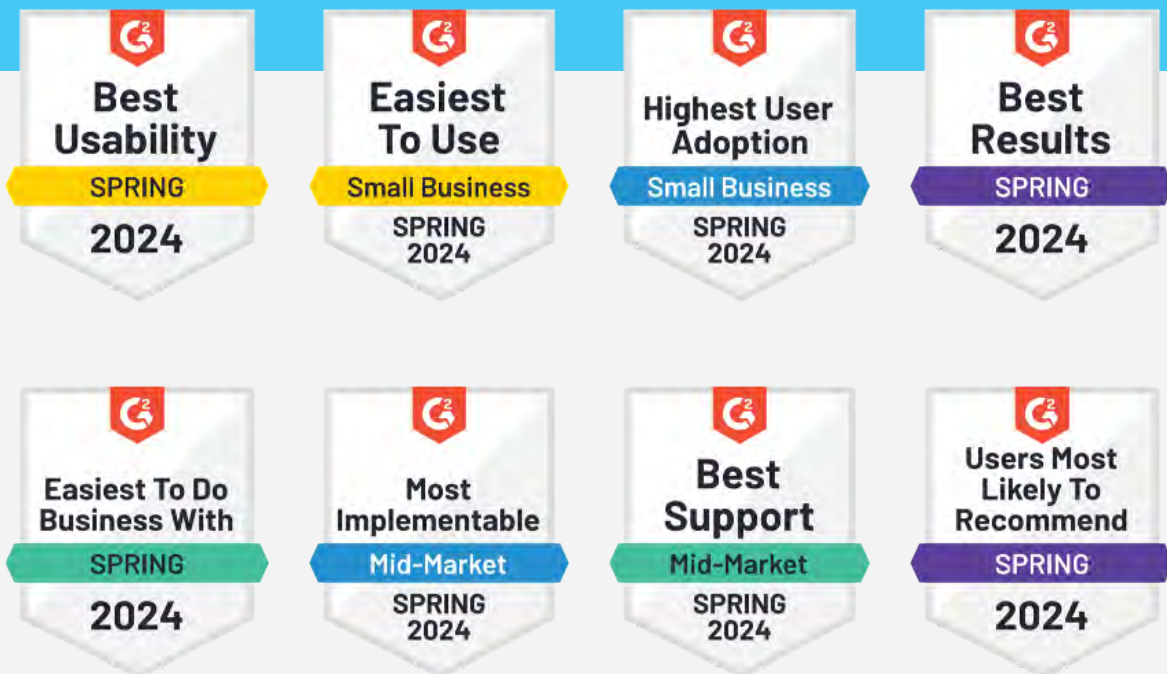 G2
Best
Usability
SPRING
2024
G2
Easiest
To Use
Small Business
SPRING
2024
G2
Highest User
Adoption
Small Business
SPRING
2024
G2
Best
Results
SPRING
2024
G2
Easiest To Do
Business With
SPRING
2024
G2
Most
Implementable
Mid-Market
SPRING
2024
G2
Best
Support
Mid-Market
SPRING
2024
G2
Users Most
Likely To
Recommend
SPRING
2024